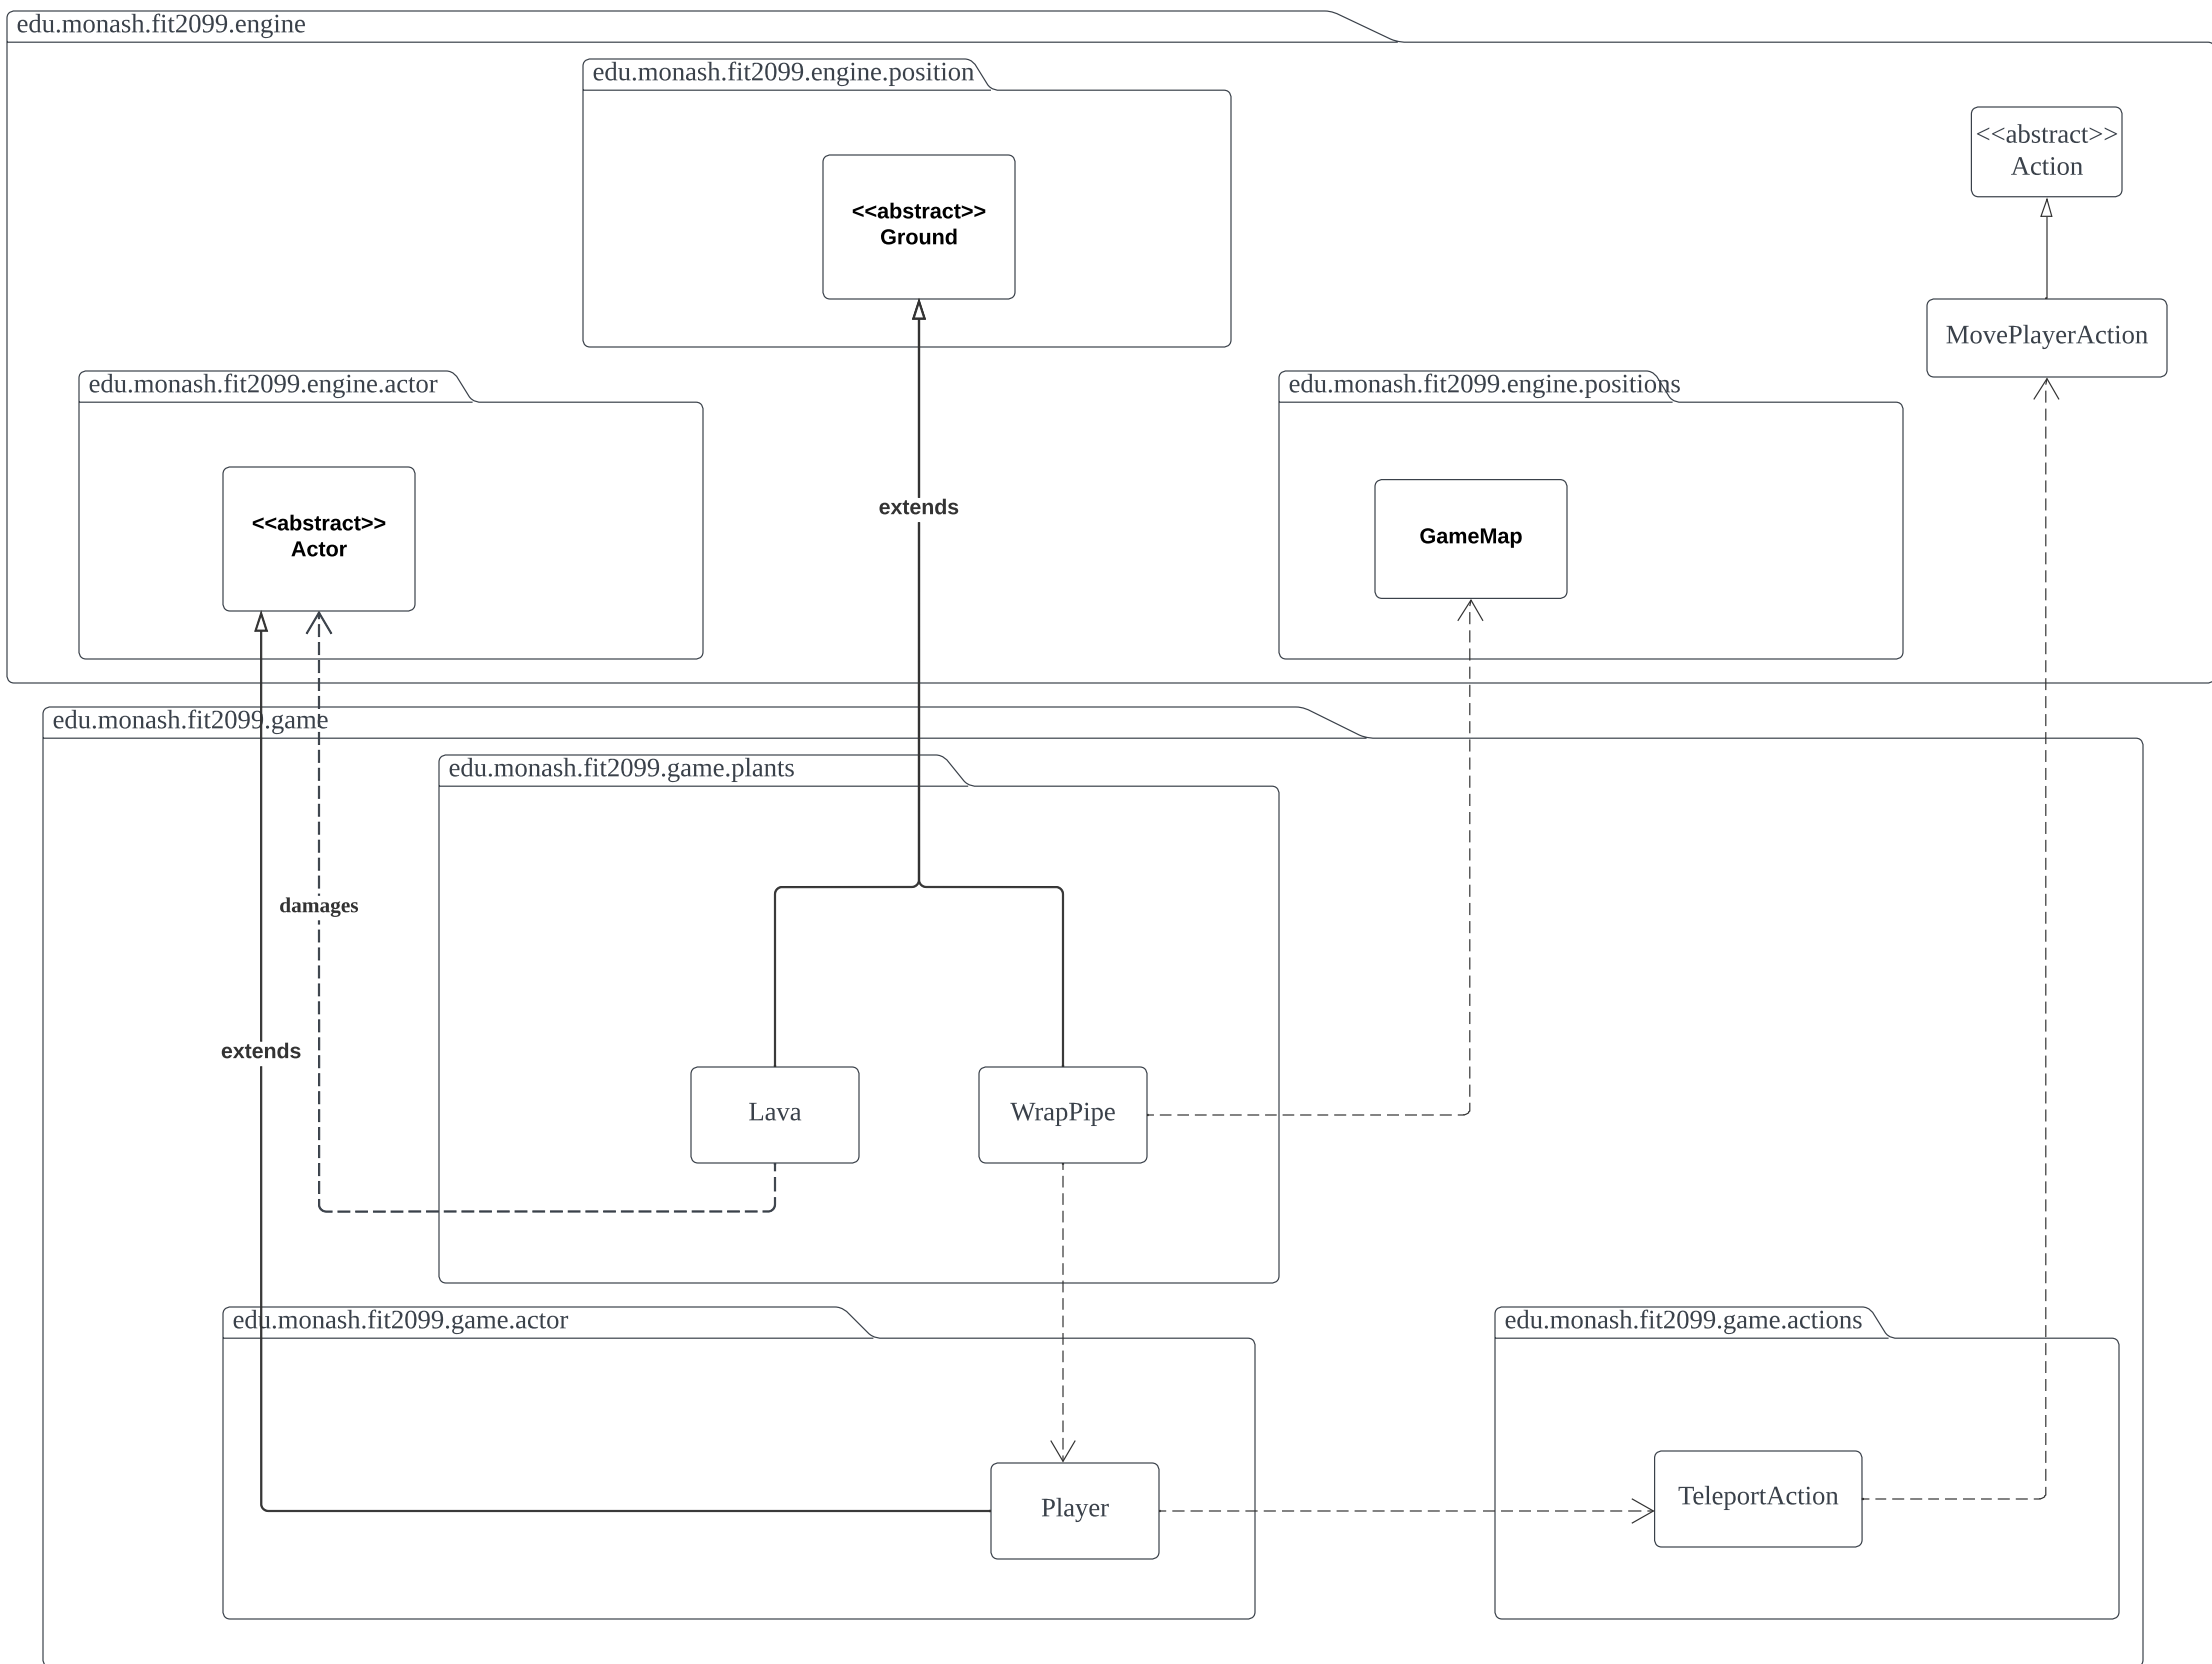 edu.monash.fit2099.engine
edu.monash.fit2099.engine.position
<<abstract>>
Action
<<abstract>>
Ground
MovePlayerAction
edu.monash.fit2099.engine.actor
edu.monash.fit2099.engine.positions
extends
<<abstract>>
Actor
GameMap
edu.monash.fit2099.game
edu.monash.fit2099.game.plants
damages
extends
Lava
WrapPipe
edu.monash.fit2099.game.actor
edu.monash.fit2099.game.actions
Player
TeleportAction